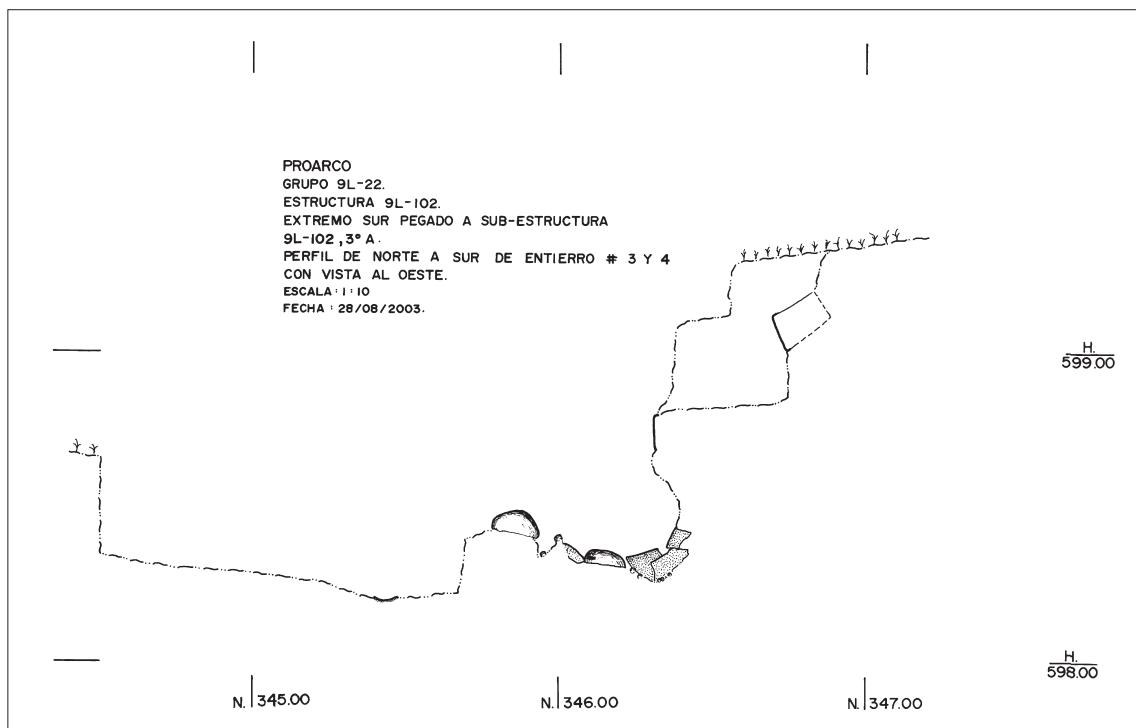 PROARCO
GRUPO 9L-22.
ESTRUCTURA 9L-102.
EXTREMO SUR PEGADO A SUB-ESTRUCTURA
9L-102, 3° A.
PERFIL DE NORTE A SUR DE ENTIERRO # 3 Y 4
CON VISTA AL OESTE.
ESCALA: 1:10
FECHA: 28/08/2003.
H.
599.00
H.
598.00
N. 345.00
N. 346.00
N. 347.00